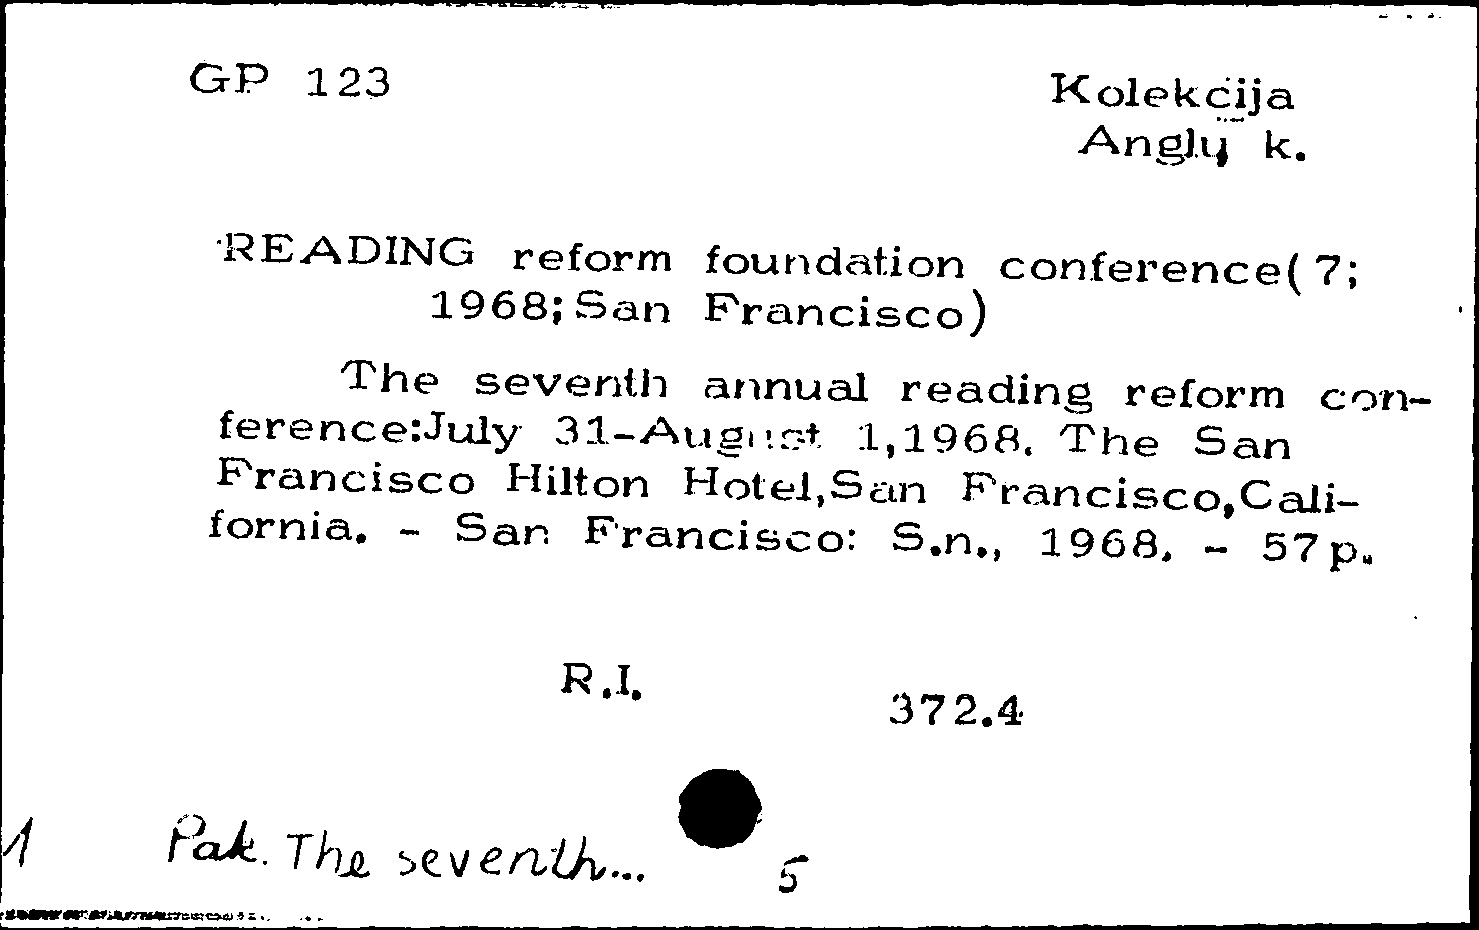 GP 123
Kolekcija
Anglų k.
READING reform foundation conference(7;
1968;San Francisco)
The seventh annual reading reform con-
ference:July 31-August 1,1968. The San
Francisco Hilton Hotel,San Francisco,Cali-
fornia. - San Francisco: S.n., 1968. - 57p.
R.I.
372.4
1
Pak. The seventh...
5